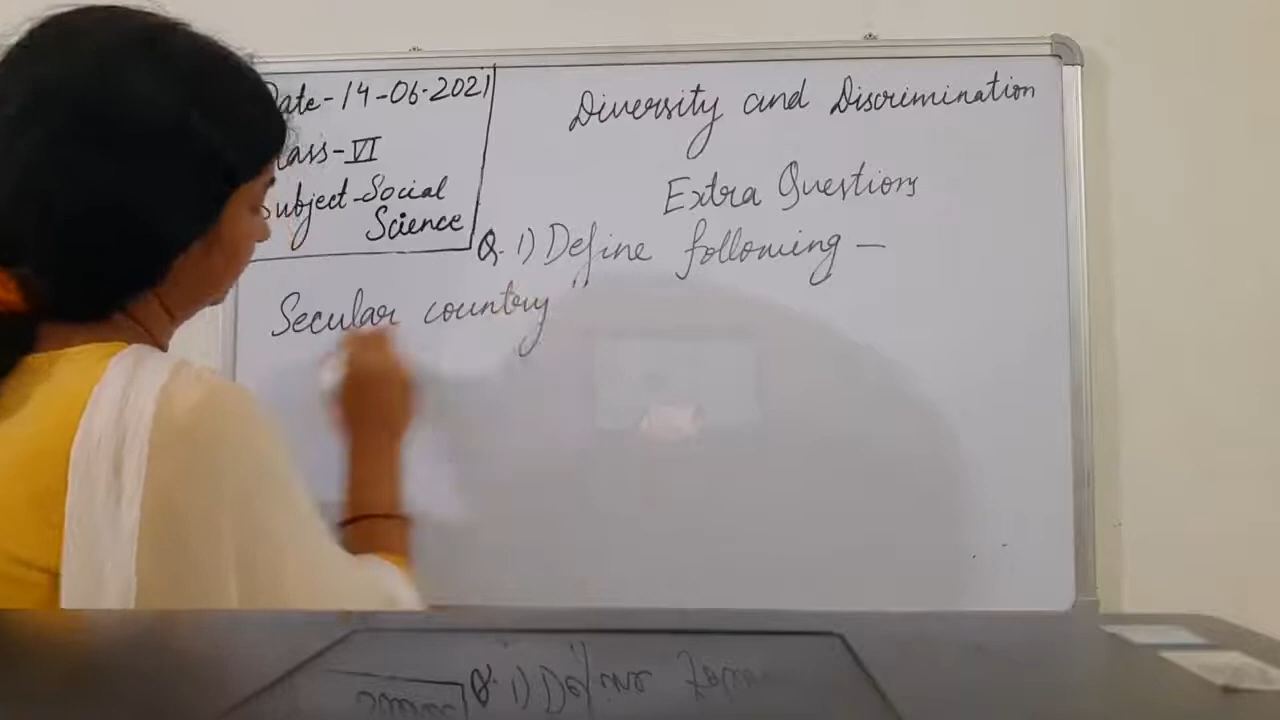 Date-14-06-2021
Class-VI
Subject-Social
Science
Diversity and Discrimination
Extra Questions
Q.1) Define following -
Secular country